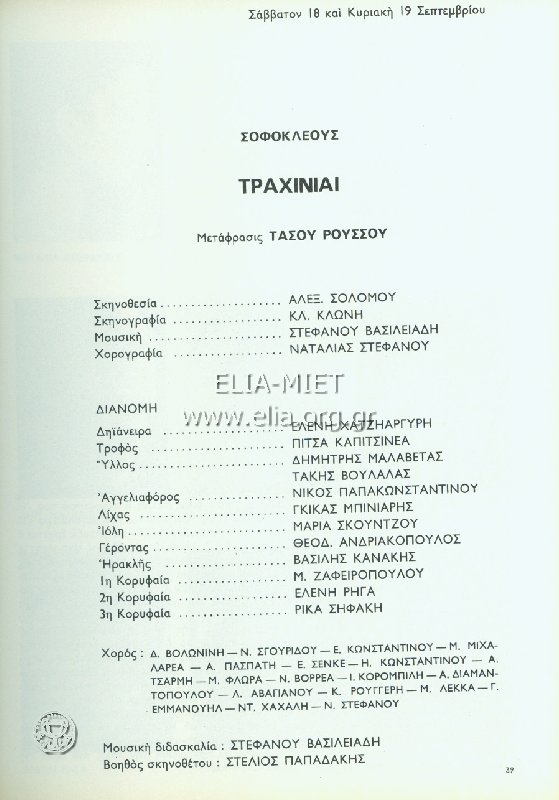 Σάββατον 18 καὶ Κυριακὴ 19 Σεπτεμβρίου
ΣΟΦΟΚΛΕΟΥΣ
ΤΡΑΧΙΝΙΑΙ
Μετάφρασις ΤΑΣΟΥ ΡΟΥΣΣΟΥ
Σκηνοθεσία .................... ΑΛΕΞ. ΣΟΛΟΜΟΥ
Σκηνογραφία .................. ΚΛ. ΚΛΩΝΗ
Μουσικὴ ...................... ΣΤΕΦΑΝΟΥ ΒΑΣΙΛΕΙΑΔΗ
Χορογραφία .................. ΝΑΤΑΛΙΑΣ ΣΤΕΦΑΝΟΥ
ELIA-MIET
ΔΙΑΝΟΜΗ
www.elia.org.gr
Δηϊάνειρα .................... ΕΛΕΝΗ ΧΑΤΖΗΑΡΓΥΡΗ
Τροφὸς ...................... ΠΙΤΣΑ ΚΑΠΙΤΣΙΝΕΑ
Ὕλλος ........................ ΔΗΜΗΤΡΗΣ ΜΑΛΑΒΕΤΑΣ
ΤΑΚΗΣ ΒΟΥΛΑΛΑΣ
Ἀγγελιαφόρος ................ ΝΙΚΟΣ ΠΑΠΑΚΩΝΣΤΑΝΤΙΝΟΥ
Λίχας ........................ ΓΚΙΚΑΣ ΜΠΙΝΙΑΡΗΣ
Ἰόλη .......................... ΜΑΡΙΑ ΣΚΟΥΝΤΖΟΥ
Γέροντας ...................... ΘΕΟΔ. ΑΝΔΡΙΑΚΟΠΟΥΛΟΣ
Ἡρακλῆς .................... ΒΑΣΙΛΗΣ ΚΑΝΑΚΗΣ
1η Κορυφαία ................ Μ. ΖΑΦΕΙΡΟΠΟΥΛΟΥ
2η Κορυφαία ................ ΕΛΕΝΗ ΡΗΓΑ
3η Κορυφαία ................ ΡΙΚΑ ΣΗΦΑΚΗ
Χορός : Δ. ΒΟΛΩΝΙΝΗ — Ν. ΣΓΟΥΡΙΔΟΥ — Ε. ΚΩΝΣΤΑΝΤΙΝΟΥ — Μ. ΜΙΧΑ-
ΛΑΡΕΑ — Α. ΠΑΣΠΑΤΗ — Ε. ΣΕΝΚΕ — Η. ΚΩΝΣΤΑΝΤΙΝΟΥ — Α.
ΤΣΑΡΜΗ — Μ. ΦΛΩΡΑ — Ν. ΒΟΡΡΕΑ — Ι. ΚΟΡΟΜΠΙΛΗ — Α. ΔΙΑΜΑΝ-
ΤΟΠΟΥΛΟΥ — Λ. ΑΒΑΓΙΑΝΟΥ — Κ. ΡΟΥΓΓΕΡΗ — Μ. ΛΕΚΚΑ — Γ.
ΕΜΜΑΝΟΥΗΛ — ΝΤ. ΧΑΧΑΛΗ — Ν. ΣΤΕΦΑΝΟΥ
Μουσικὴ διδασκαλία : ΣΤΕΦΑΝΟΥ ΒΑΣΙΛΕΙΑΔΗ
Βοηθὸς σκηνοθέτου : ΣΤΕΛΙΟΣ ΠΑΠΑΔΑΚΗΣ
39